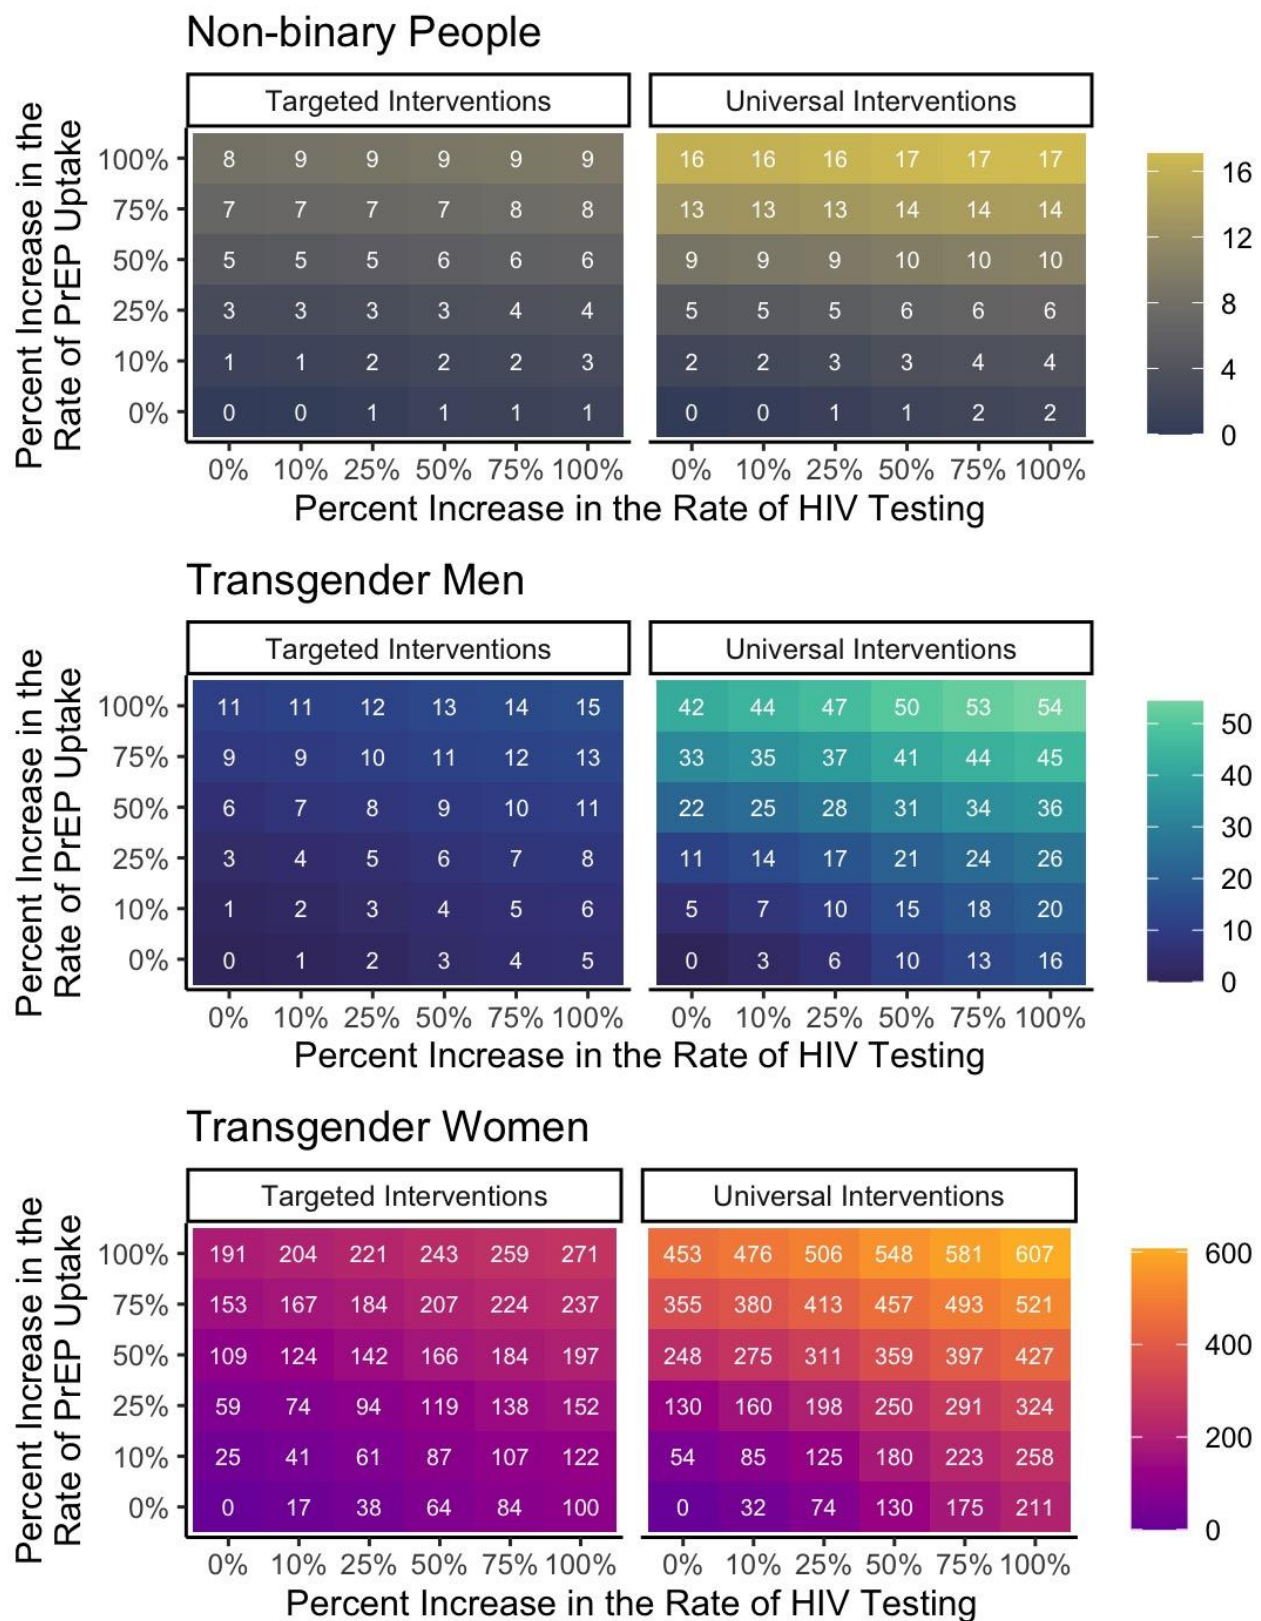 Non-binary People
Targeted Interventions Universal Interventions
Percent Increase in the
Rate of PrEP Uptake
100% 8 9 9 9 9 9 16 16 16 17 17 17
75% 7 7 7 7 8 8 13 13 13 14 14 14
50% 5 5 5 6 6 6 9 9 9 10 10 10
25% 3 3 3 3 4 4 5 5 5 6 6 6
10% 1 1 2 2 2 3 2 2 3 3 4 4
0% 0 0 1 1 1 1 0 0 1 1 2 2
0% 10% 25% 50% 75% 100% 0% 10% 25% 50% 75% 100%
Percent Increase in the Rate of HIV Testing
16
12
8
4
0
Transgender Men
Targeted Interventions Universal Interventions
Percent Increase in the
Rate of PrEP Uptake
100% 11 11 12 13 14 15 42 44 47 50 53 54
75% 9 9 10 11 12 13 33 35 37 41 44 45
50% 6 7 8 9 10 11 22 25 28 31 34 36
25% 3 4 5 6 7 8 11 14 17 21 24 26
10% 1 2 3 4 5 6 5 7 10 15 18 20
0% 0 1 2 3 4 5 0 3 6 10 13 16
0% 10% 25% 50% 75% 100% 0% 10% 25% 50% 75% 100%
Percent Increase in the Rate of HIV Testing
50
40
30
20
10
0
Transgender Women
Targeted Interventions Universal Interventions
Percent Increase in the
Rate of PrEP Uptake
100% 191 204 221 243 259 271 453 476 506 548 581 607
75% 153 167 184 207 224 237 355 380 413 457 493 521
50% 109 124 142 166 184 197 248 275 311 359 397 427
25% 59 74 94 119 138 152 130 160 198 250 291 324
10% 25 41 61 87 107 122 54 85 125 180 223 258
0% 0 17 38 64 84 100 0 32 74 130 175 211
0% 10% 25% 50% 75% 100% 0% 10% 25% 50% 75% 100%
Percent Increase in the Rate of HIV Testing
600
400
200
0